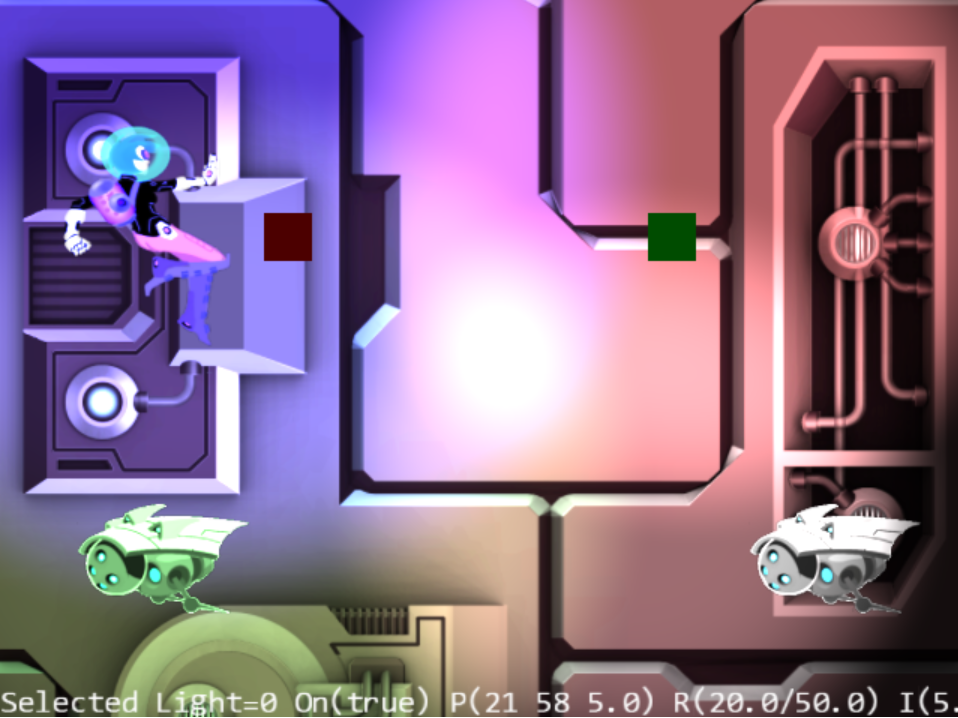 Selected Light=0 On(true) P(21 58 5.0) R(20.0/50.0) I(5.